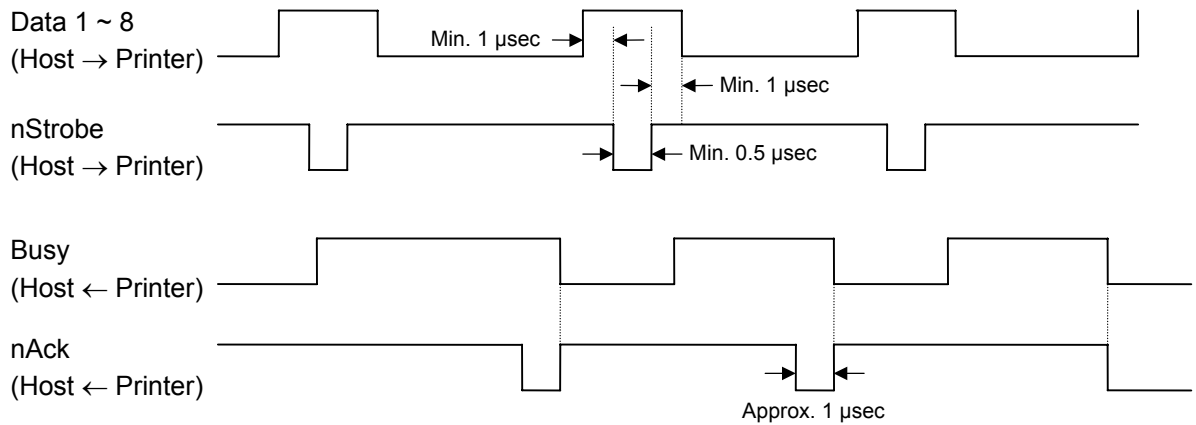 Data 1 ~ 8
(Host → Printer)
Min. 1 µsec
Min. 1 µsec
nStrobe
(Host → Printer)
Min. 0.5 µsec
Busy
(Host ← Printer)
nAck
(Host ← Printer)
Approx. 1 µsec